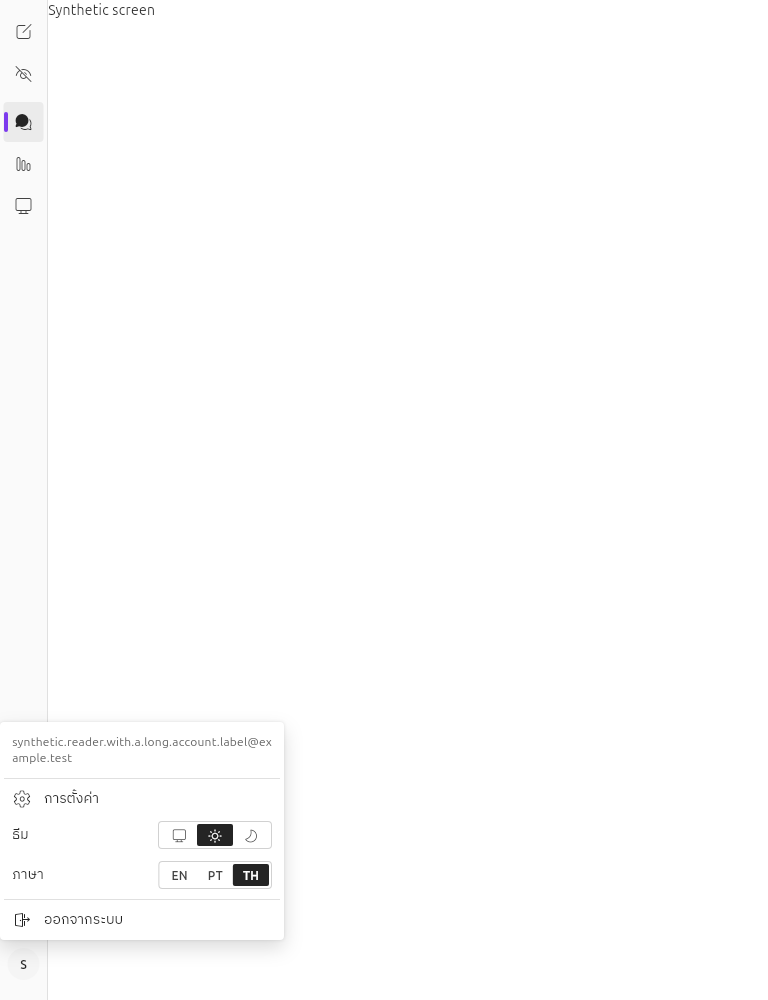 Synthetic screen
synthetic.reader.with.a.long.account.label@ex
ample.test
การตั้งค่า
ธีม
ภาษา
EN PT TH
ออกจากระบบ
S